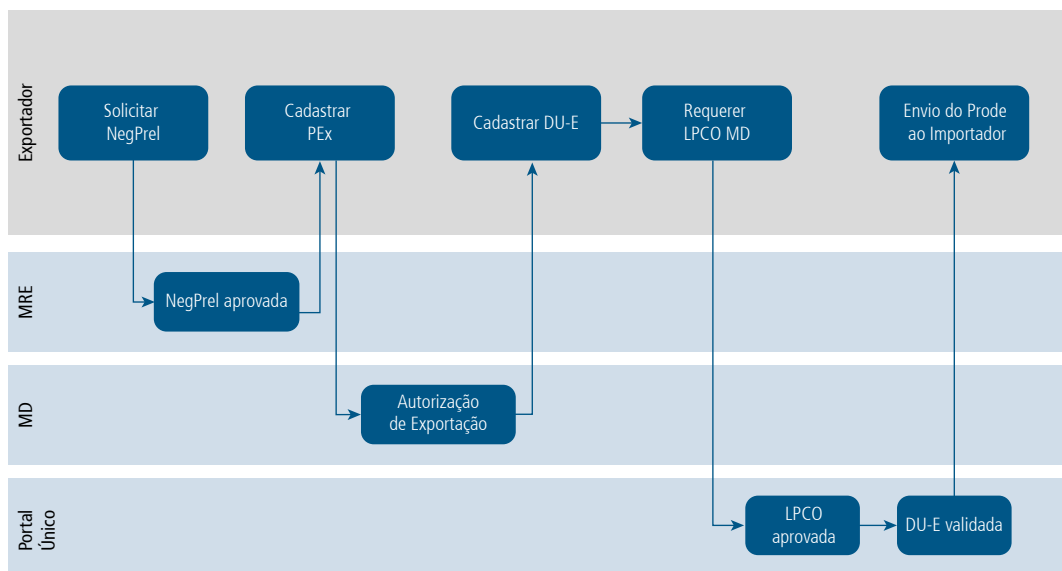 Exportador
Solicitar
NegPrel
Cadastrar
PEx
Cadastrar DU-E
Requerer
LPCO MD
Envio do Prode
ao Importador
MRE
NegPrel aprovada
MD
Autorização
de Exportação
Portal
Único
LPCO
aprovada
DU-E validada